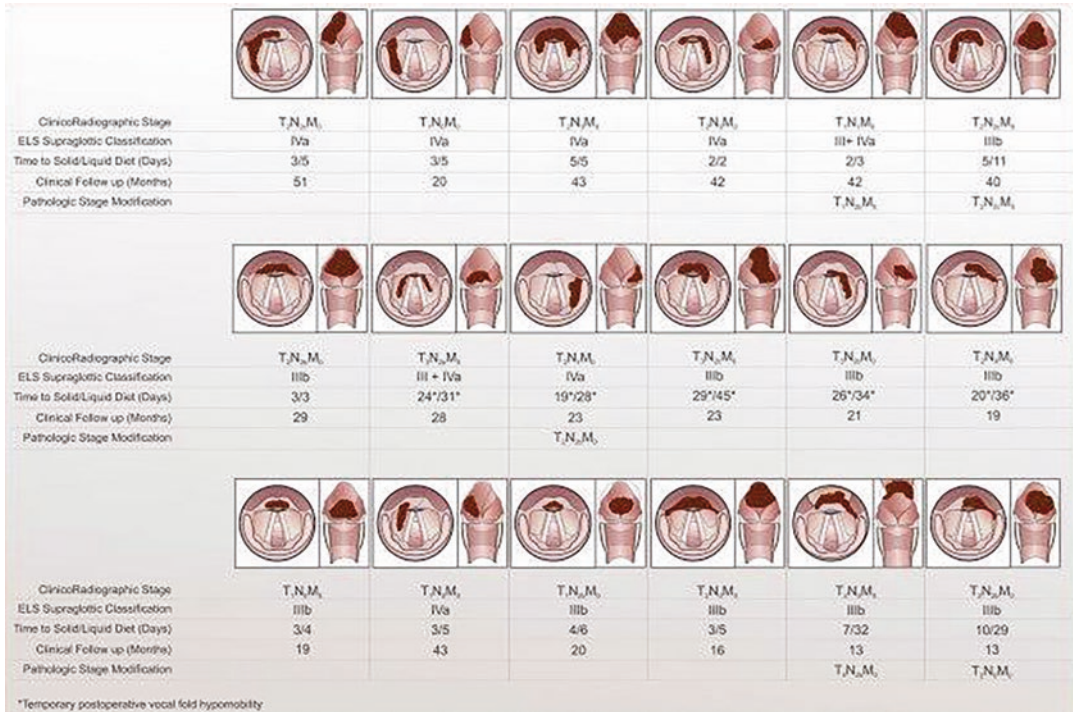 ClinicoRadiographic Stage
ELS Supraglottic Classification IVa IVa IVa IVa III+ IVa IIIb
Time to Solid/Liquid Diet (Days) 3/5 3/5 5/5 2/2 2/3 5/11
Clinical Follow up (Months) 51 20 43 42 42 40
Pathologic Stage Modification
ClinicoRadiographic Stage
ELS Supraglottic Classification IIIb III + IVa IVa IIIb IIIb IIIb
Time to Solid/Liquid Diet (Days) 3/3 24*/31* 19*/28* 29*/45* 26*/34* 20*/36*
Clinical Follow up (Months) 29 28 23 23 21 19
Pathologic Stage Modification
ClinicoRadiographic Stage
ELS Supraglottic Classification IIIb IVa IIIb IIIb IIIb IIIb
Time to Solid/Liquid Diet (Days) 3/4 3/5 4/6 3/5 7/32 10/29
Clinical Follow up (Months) 19 43 20 16 13 13
Pathologic Stage Modification
*Temporary postoperative vocal fold hypomobility